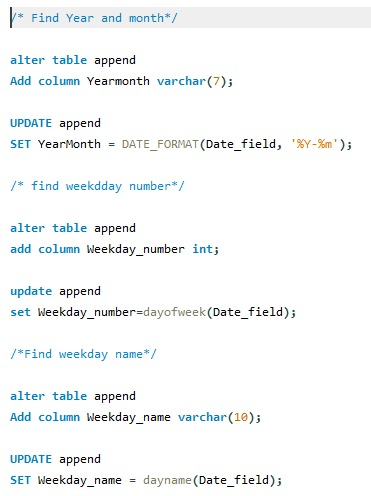 /* Find Year and month*/
alter table append
Add column Yearmonth varchar(7);
UPDATE append
SET YearMonth = DATE_FORMAT(Date_field, '%Y-%m');
/* find weekdday number*/
alter table append
add column Weekday_number int;
update append
set Weekday_number=dayofweek(Date_field);
/*Find weekday name*/
alter table append
Add column Weekday_name varchar(10);
UPDATE append
SET Weekday_name = dayname(Date_field);